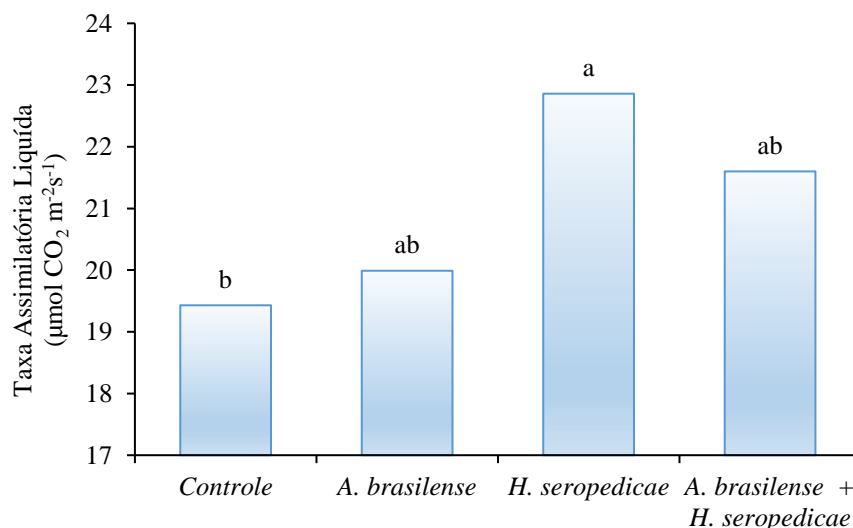 Taxa Assimilatória Liquída
(µmol CO₂ m⁻²s⁻¹)
24
23
22
21
20
19
18
17
b
ab
a
ab
Controle
A. brasilense
H. seropedicae
A. brasilense +
H. seropedicae